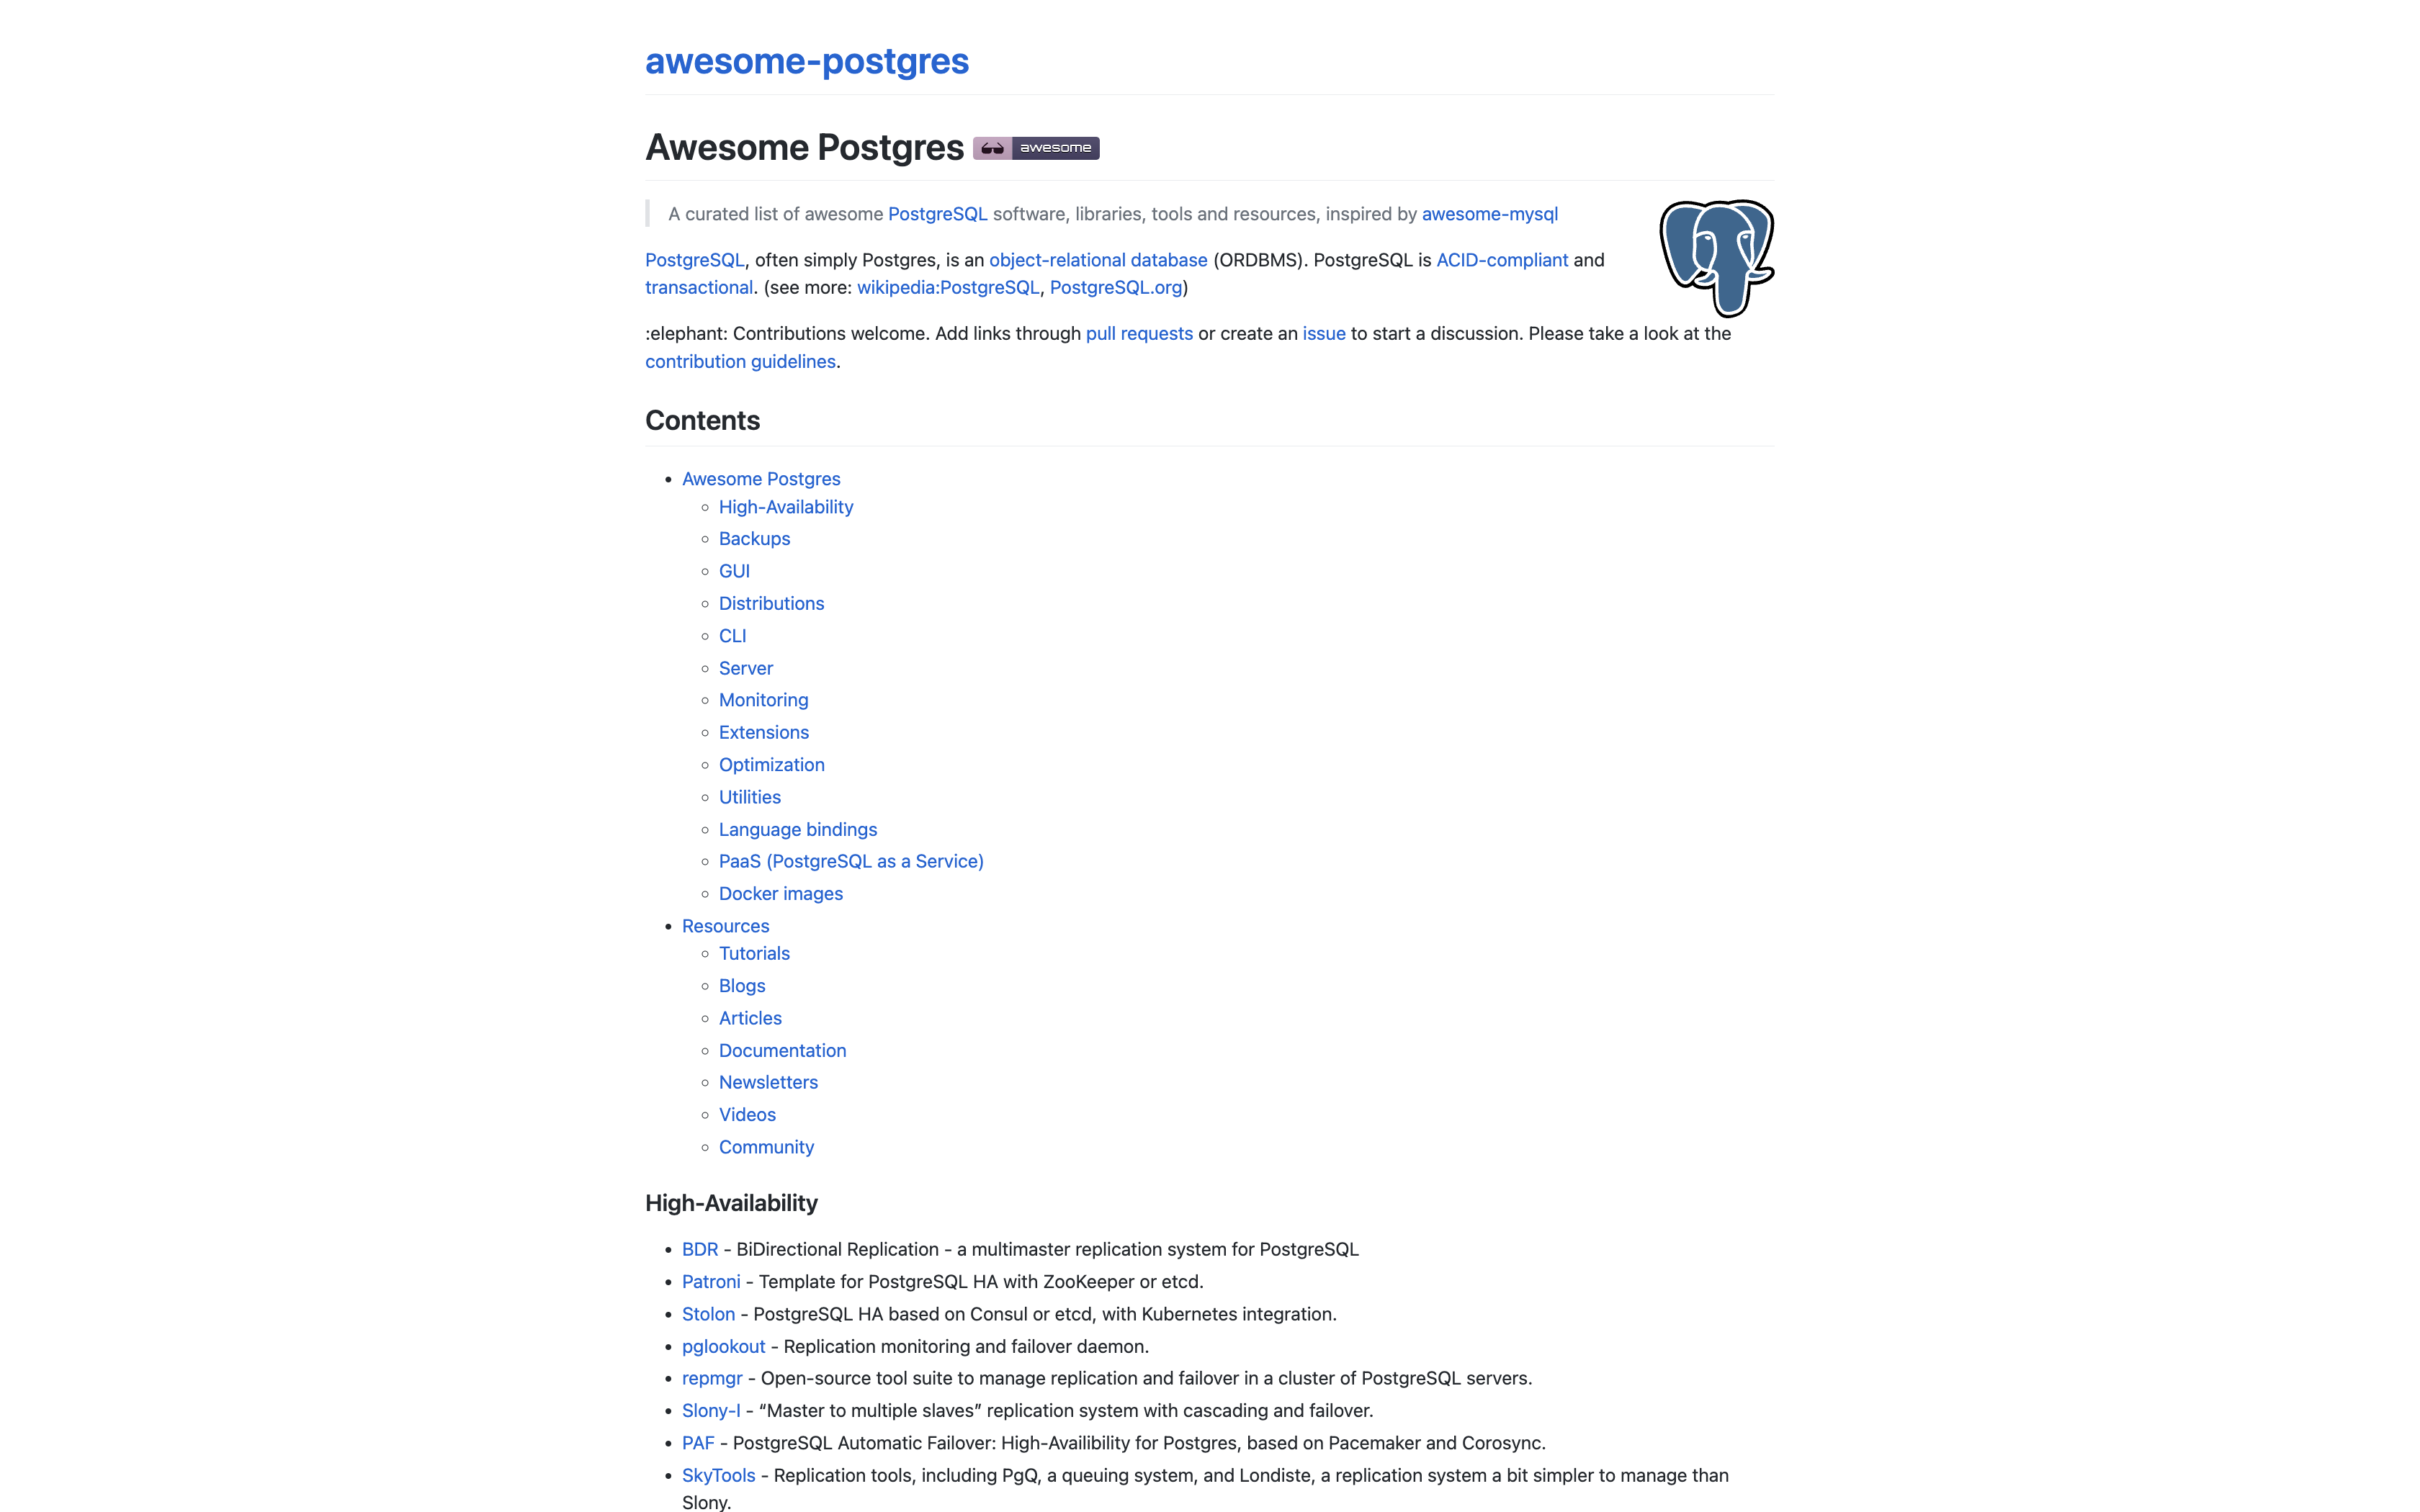 awesome-postgres
Awesome Postgres awesome
A curated list of awesome PostgreSQL software, libraries, tools and resources, inspired by awesome-mysql
PostgreSQL, often simply Postgres, is an object-relational database (ORDBMS). PostgreSQL is ACID-compliant and
transactional. (see more: wikipedia:PostgreSQL, PostgreSQL.org)
:elephant: Contributions welcome. Add links through pull requests or create an issue to start a discussion. Please take a look at the
contribution guidelines.
Contents
Awesome Postgres
High-Availability
Backups
GUI
Distributions
CLI
Server
Monitoring
Extensions
Optimization
Utilities
Language bindings
PaaS (PostgreSQL as a Service)
Docker images
Resources
Tutorials
Blogs
Articles
Documentation
Newsletters
Videos
Community
High-Availability
BDR - BiDirectional Replication - a multimaster replication system for PostgreSQL
Patroni - Template for PostgreSQL HA with ZooKeeper or etcd.
Stolon - PostgreSQL HA based on Consul or etcd, with Kubernetes integration.
pglookout - Replication monitoring and failover daemon.
repmgr - Open-source tool suite to manage replication and failover in a cluster of PostgreSQL servers.
Slony-I - “Master to multiple slaves” replication system with cascading and failover.
PAF - PostgreSQL Automatic Failover: High-Availibility for Postgres, based on Pacemaker and Corosync.
SkyTools - Replication tools, including PgQ, a queuing system, and Londiste, a replication system a bit simpler to manage than
Slony.